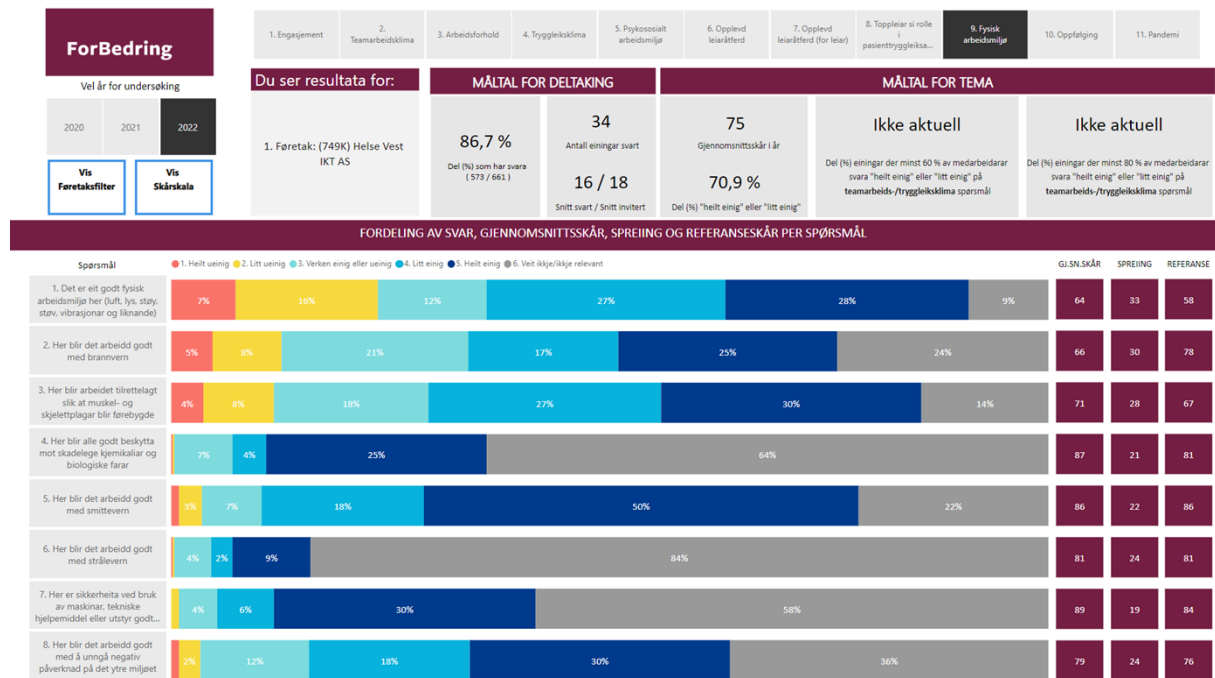 ForBedring
1. Engasjement
2.
Teamarbeidsklima
3. Arbeidsforhold
4. Tryggleiksklima
5. Psykososialt
arbeidsmiljø
6. Opplevd
leiaråtferd
7. Opplevd
leiaråtferd (for leiar)
8. Toppleiar si rolle
i
pasienttryggleiksa...
9. Fysisk
arbeidsmiljø
10. Oppfølging
11. Pandemi
Vel år for undersøking
2020
2021
2022
Vis
Føretaksfilter
Vis
Skårskala
Du ser resultata for:
1. Føretak: (749K) Helse Vest
IKT AS
MÅLTAL FOR DELTAKING
86,7 %
Del (%) som har svara
( 573 / 661 )
34
Antall einingar svart
16 / 18
Snitt svart / Snitt invitert
MÅLTAL FOR TEMA
75
Gjennomsnittsskår i år
70,9 %
Del (%) "heilt einig" eller "litt einig"
Ikke aktuell
Del (%) einingar der minst 60 % av medarbeidarar
svara "heilt einig" eller "litt einig" på
teamarbeids-/tryggleiksklima spørsmål
Ikke aktuell
Del (%) einingar der minst 80 % av medarbeidarar
svara "heilt einig" eller "litt einig" på
teamarbeids-/tryggleiksklima spørsmål
FORDELING AV SVAR, GJENNOMSNITTSSKÅR, SPREIING OG REFERANSESKÅR PER SPØRSMÅL
Spørsmål
1. Heilt ueinig 2. Litt ueinig 3. Verken einig eller ueinig 4. Litt einig 5. Heilt einig 6. Veit ikkje/ikkje relevant
GJ.SN.SKÅR SPREIING REFERANSE
1. Det er eit godt fysisk
arbeidsmiljø her (luft, lys, støy,
støv, vibrasjonar og liknande)
7% 16% 12% 27% 28% 9% 64 33 58
2. Her blir det arbeidd godt
med brannvern
5% 8% 21% 17% 25% 24% 66 30 78
3. Her blir arbeidet tilrettelagt
slik at muskel- og
skjelettplagar blir førebygde
4% 8% 18% 27% 30% 14% 71 28 67
4. Her blir alle godt beskytta
mot skadelege kjemikaliar og
biologiske farar
7% 4% 25% 64% 87 21 81
5. Her blir det arbeidd godt
med smittevern
3% 7% 18% 50% 22% 86 22 86
6. Her blir det arbeidd godt
med strålevern
4% 2% 9% 84% 81 24 81
7. Her er sikkerheita ved bruk
av maskinar, tekniske
hjelpemiddel eller utstyr godt...
4% 6% 30% 58% 89 19 84
8. Her blir det arbeidd godt
med å unngå negativ
påverknad på det ytre miljøet
2% 12% 18% 30% 36% 79 24 76